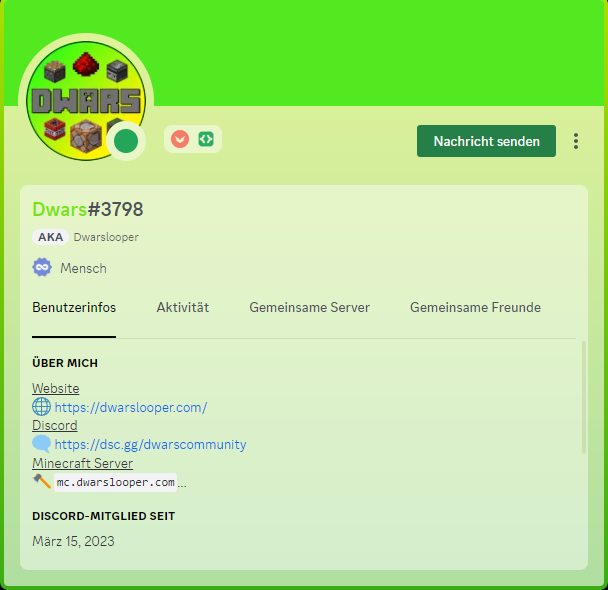 DWARS
Nachricht senden
Dwars#3798
AKA Dwarslooper
Mensch
Benutzerinfos Aktivität Gemeinsame Server Gemeinsame Freunde
ÜBER MICH
Website
https://dwarslooper.com/
Discord
https://dsc.gg/dwarscommunity
Minecraft Server
mc.dwarslooper.com...
DISCORD-MITGLIED SEIT
März 15, 2023